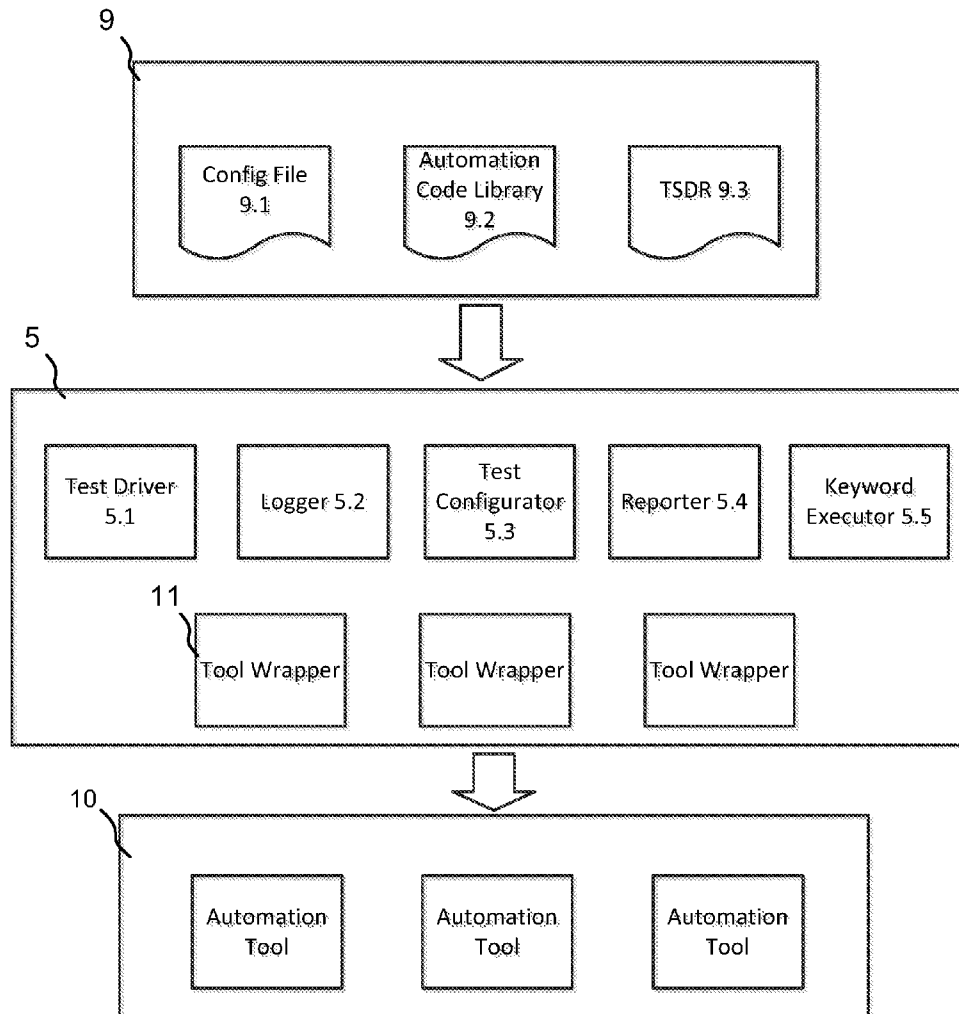 9
Config File
9.1
Automation
Code Library
9.2
TSDR 9.3
5
Test Driver
5.1
Logger 5.2
Test
Configurator
5.3
Reporter 5.4
Keyword
Executor 5.5
11
Tool Wrapper
Tool Wrapper
Tool Wrapper
10
Automation
Tool
Automation
Tool
Automation
Tool